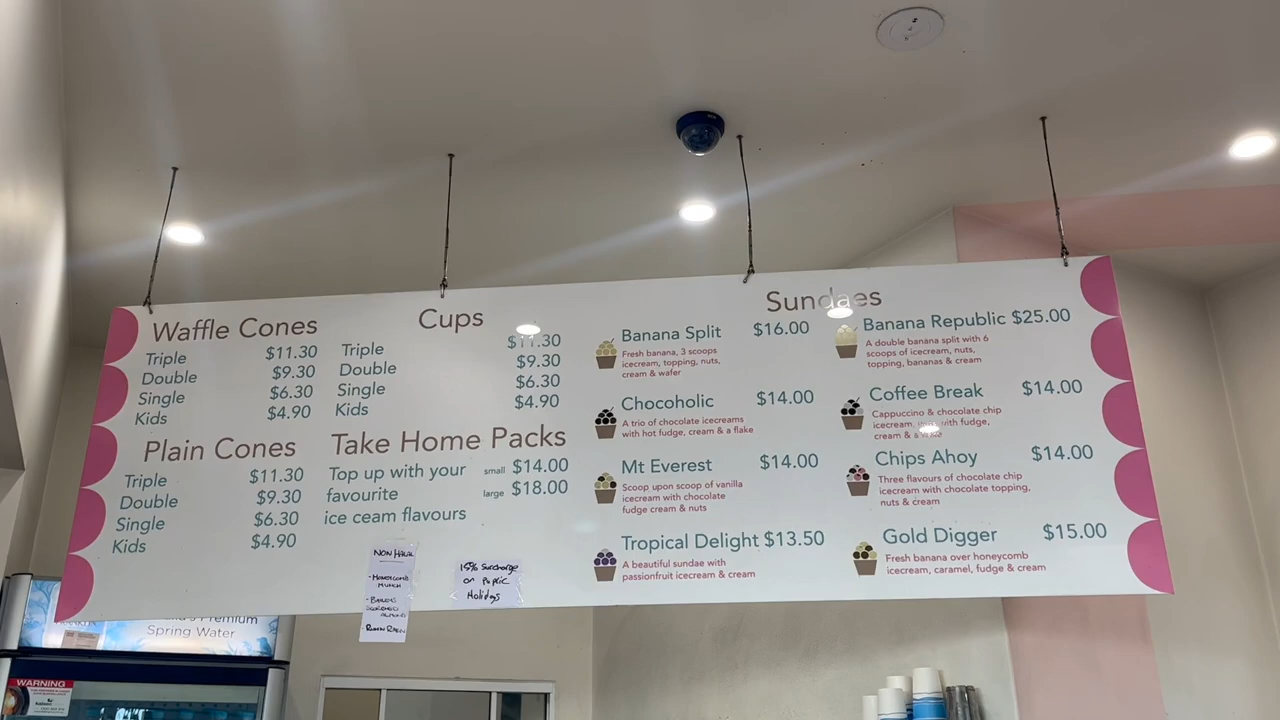 Waffle Cones
Triple $11.30
Double $9.30
Single $6.30
Kids $4.90
Plain Cones
Triple $11.30
Double $9.30
Single $6.30
Kids $4.90
Cups
Triple $11.30
Double $9.30
Single $6.30
Kids $4.90
Take Home Packs
Top up with your small $14.00
favourite large $18.00
ice ceam flavours
NON HALAL
- HONEYCOMB
MUNCH
- BAILEYS
ALMOND
RUM N RAISIN
15% Surcharge
on Public
Holidays
Sundaes
Banana Split $16.00
Fresh banana, 3 scoops
icecream, topping, nuts,
cream & wafer
Chocoholic $14.00
A trio of chocolate icecreams
with hot fudge, cream & a flake
Mt Everest $14.00
Scoop upon scoop of vanilla
icecream with chocolate
fudge cream & nuts
Tropical Delight $13.50
A beautiful sundae with
passionfruit icecream & cream
Banana Republic $25.00
A double banana split with 6
scoops of icecream, nuts,
topping, bananas & cream
Coffee Break $14.00
Cappuccino & chocolate chip
icecream, with fudge,
cream & a
Chips Ahoy $14.00
Three flavours of chocolate chip
icecream with chocolate topping,
nuts & cream
Gold Digger $15.00
Fresh banana over honeycomb
icecream, caramel, fudge & cream
Premium
Spring Water
WARNING